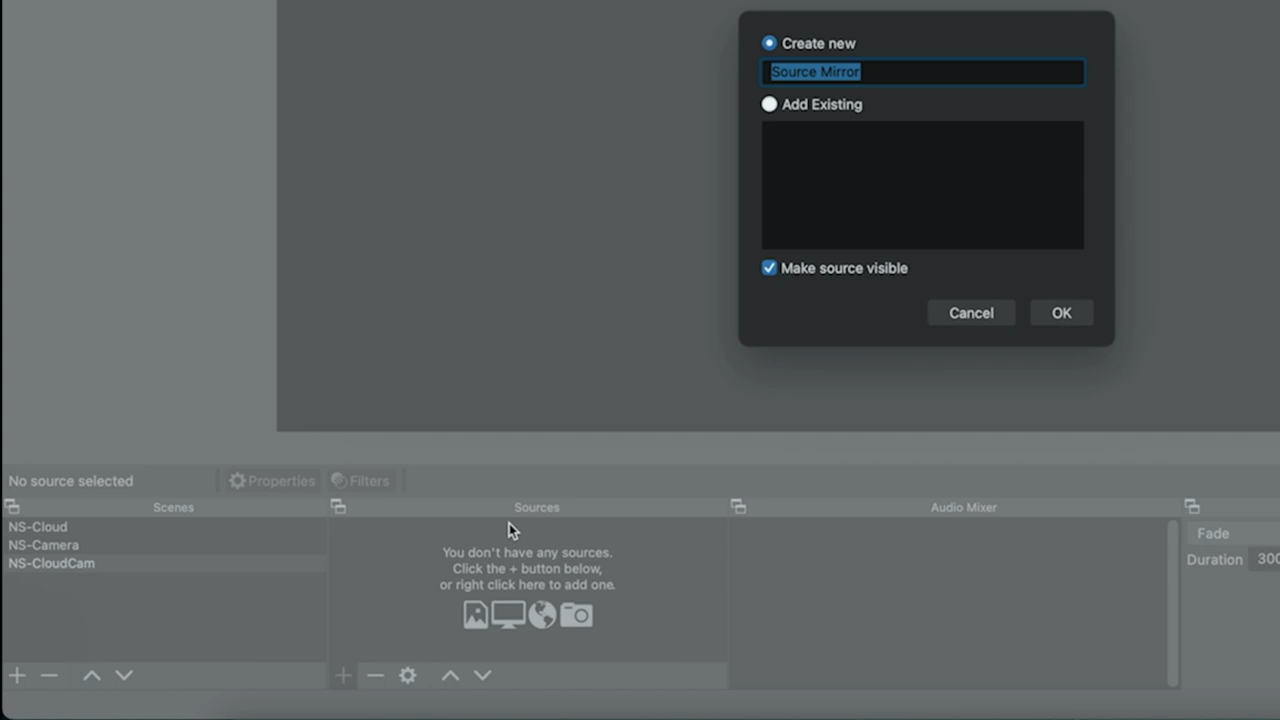 Create new
Source Mirror
Add Existing
Make source visible
Cancel OK
No source selected Properties Filters
Scenes Sources Audio Mixer
NS-Cloud
NS-Camera
NS-CloudCam
You don't have any sources.
Click the + button below,
or right click here to add one.
Fade
Duration 300